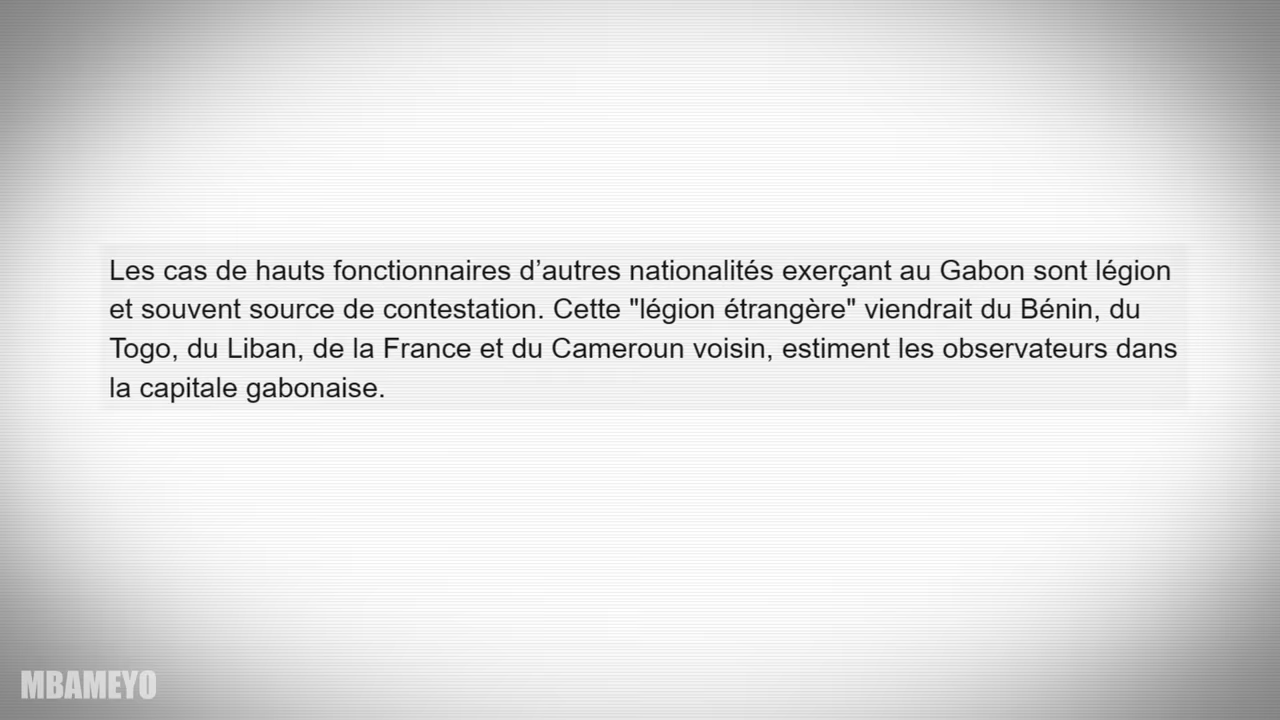 Les cas de hauts fonctionnaires d’autres nationalités exerçant au Gabon sont légion
et souvent source de contestation. Cette "légion étrangère" viendrait du Bénin, du
Togo, du Liban, de la France et du Cameroun voisin, estiment les observateurs dans
la capitale gabonaise.
MBAMEYO